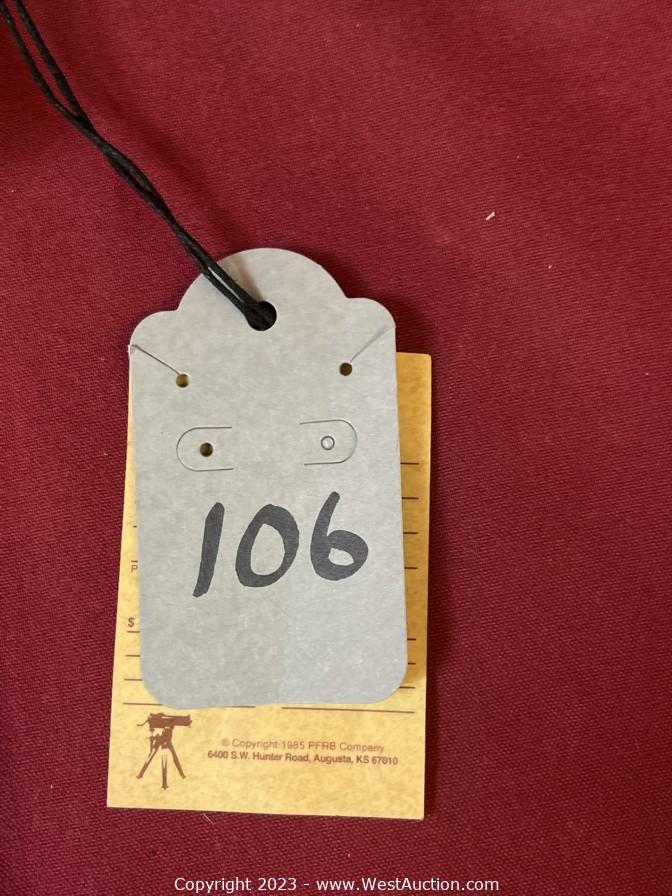 106
P
$
© Copyright 1985 PFRB Company
6400 S.W. Hunter Road, Augusta, KS 67010
Copyright 2023 - www.WestAuction.com